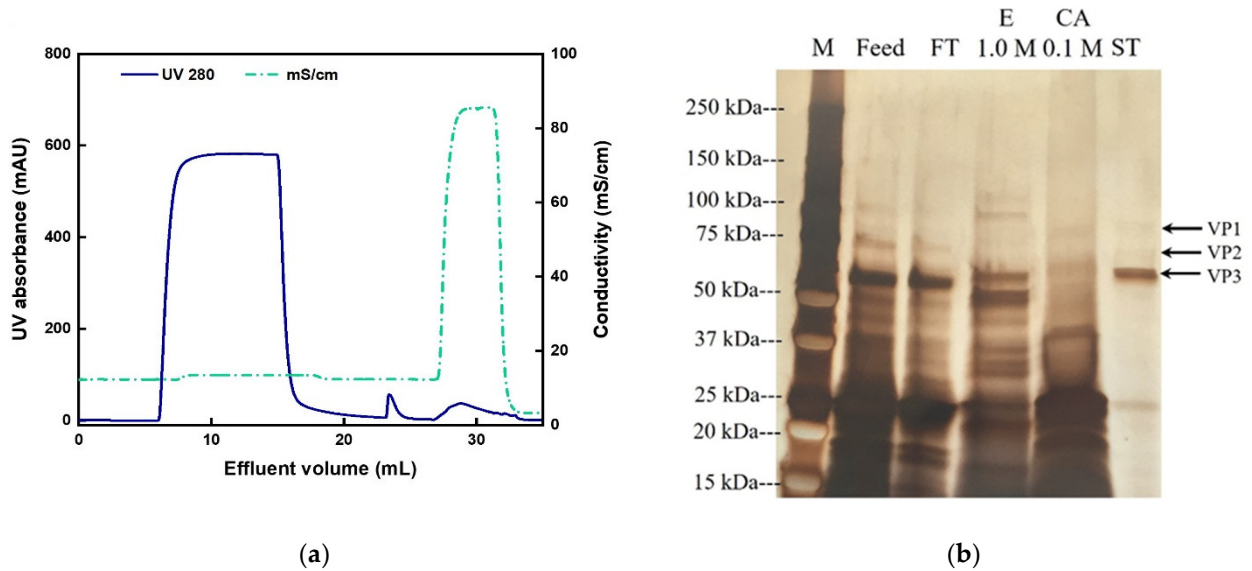 800
600
400
200
0
UV absorbance (mAU)
UV 280
mS/cm
100
80
60
40
20
0
Conductivity (mS/cm)
0
10
20
30
Effluent volume (mL)
(a)
E CA
M Feed FT 1.0 M 0.1 M ST
250 kDa---
150 kDa--
100 kDa--
75 kDa--
50 kDa---
37 kDa---
25 kDa---
20 kDa---
15 kDa---
VP1
VP2
VP3
(b)